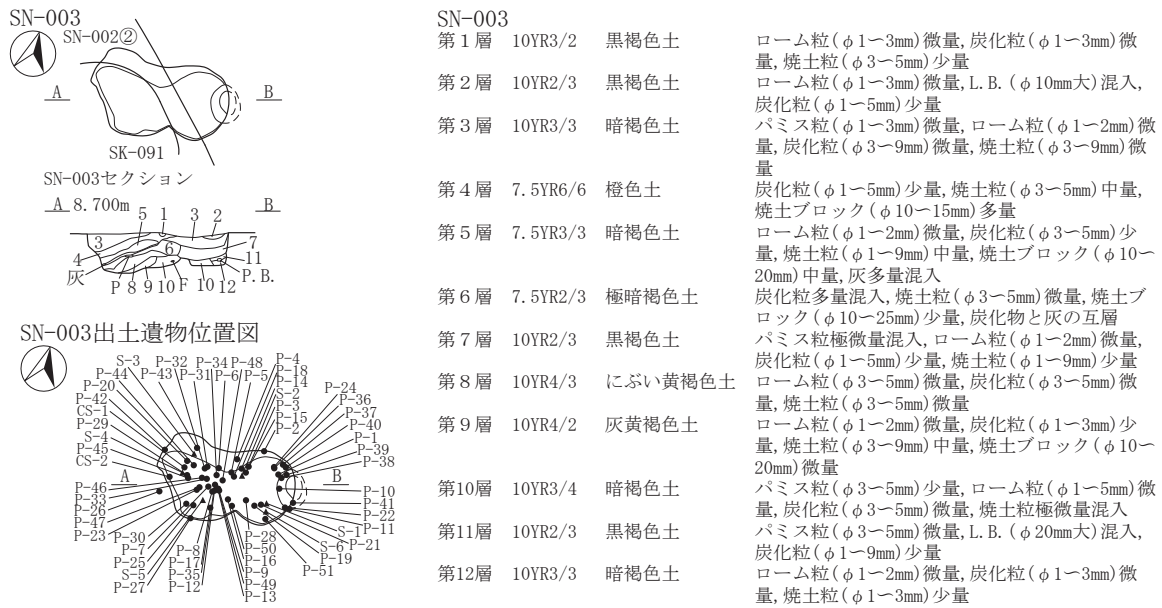 SN-003
SN-002②
A
B
SK-091
SN-003セクション
A 8.700m
B
5 1 3 2
3
6
7
4
11
灰
P 8 9 10 F 10 12 P.B.
SN-003出土遺物位置図
S-3
P-32
P-34
P-48
P-4
P-44
P-43
P-31
P-6
P-5
P-18
P-14
P-20
S-2
P-24
P-42
P-3
P-36
CS-1
P-15
P-37
P-29
P-2
P-40
S-4
P-1
P-45
P-39
CS-2
P-38
A
B
P-46
P-10
P-33
P-41
P-26
P-22
P-47
P-11
P-23
S-1
P-30
P-28
P-21
P-7
P-8
P-50
S-6
P-25
P-17
P-16
P-19
S-5
P-35
P-9
P-51
P-27
P-12
P-49
P-13
SN-003
第1層 10YR3/2 黒褐色土 ローム粒(φ1〜3㎜)微量,炭化粒(φ1〜3㎜)微
量,焼土粒(φ3〜5㎜)少量
第2層 10YR2/3 黒褐色土 ローム粒(φ1〜3㎜)微量,L.B.(φ10㎜大)混入,
炭化粒(φ1〜5㎜)少量
第3層 10YR3/3 暗褐色土 パミス粒(φ1〜3㎜)微量,ローム粒(φ1〜2㎜)微
量,炭化粒(φ3〜9㎜)微量,焼土粒(φ3〜9㎜)微
量
第4層 7.5YR6/6 橙色土 炭化粒(φ1〜5㎜)少量,焼土粒(φ3〜5㎜)中量,
焼土ブロック(φ10〜15㎜)多量
第5層 7.5YR3/3 暗褐色土 ローム粒(φ1〜2㎜)微量,炭化粒(φ3〜5㎜)少
量,焼土粒(φ1〜9㎜)中量,焼土ブロック(φ10〜
20㎜)中量,灰多量混入
第6層 7.5YR2/3 極暗褐色土 炭化粒多量混入,焼土粒(φ3〜5㎜)微量,焼土ブ
ロック(φ10〜25㎜)少量,炭化物と灰の互層
第7層 10YR2/3 黒褐色土 パミス粒極微量混入,ローム粒(φ1〜2㎜)微量,
炭化粒(φ1〜5㎜)少量,焼土粒(φ1〜9㎜)少量
第8層 10YR4/3 にぶい黄褐色土 ローム粒(φ3〜5㎜)微量,炭化粒(φ3〜5㎜)微
量,焼土粒(φ3〜5㎜)微量
第9層 10YR4/2 灰黄褐色土 ローム粒(φ1〜2㎜)微量,炭化粒(φ1〜3㎜)少
量,焼土粒(φ3〜9㎜)中量,焼土ブロック(φ10〜
20㎜)微量
第10層 10YR3/4 暗褐色土 パミス粒(φ3〜5㎜)少量,ローム粒(φ1〜5㎜)微
量,炭化粒(φ3〜5㎜)微量,焼土粒極微量混入
第11層 10YR2/3 黒褐色土 パミス粒(φ3〜5㎜)微量,L.B.(φ20㎜大)混入,
炭化粒(φ1〜9㎜)少量
第12層 10YR3/3 暗褐色土 ローム粒(φ1〜2㎜)微量,炭化粒(φ1〜3㎜)微
量,焼土粒(φ1〜3㎜)少量